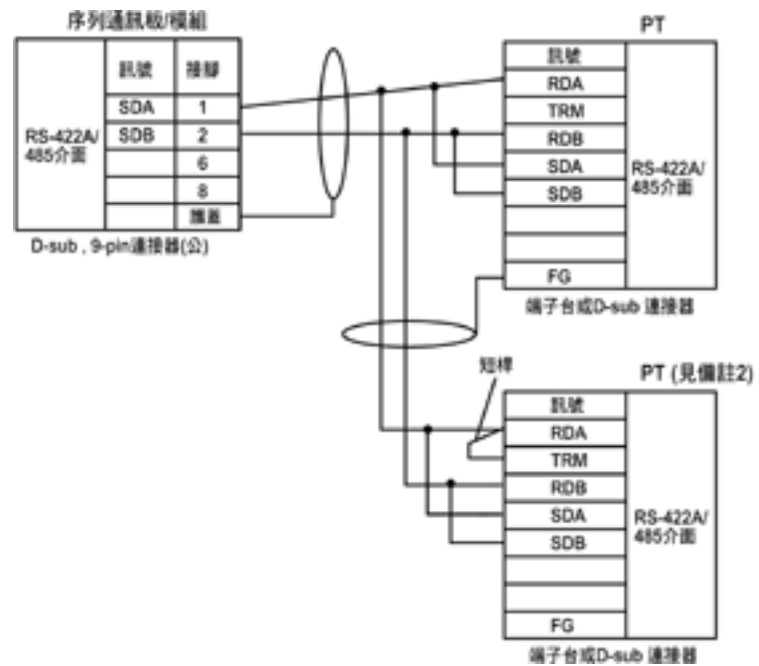 序列通訊板/模組
訊號 接腳
SDA 1
SDB 2
6
8
護蓋
RS-422A/
485介面
D-sub , 9-pin連接器(公)
PT
訊號
RDA
TRM
RDB
SDA
SDB
FG
RS-422A/
485介面
端子台或D-sub 連接器
短桿
PT (見備註2)
訊號
RDA
TRM
RDB
SDA
SDB
FG
RS-422A/
485介面
端子台或D-sub 連接器